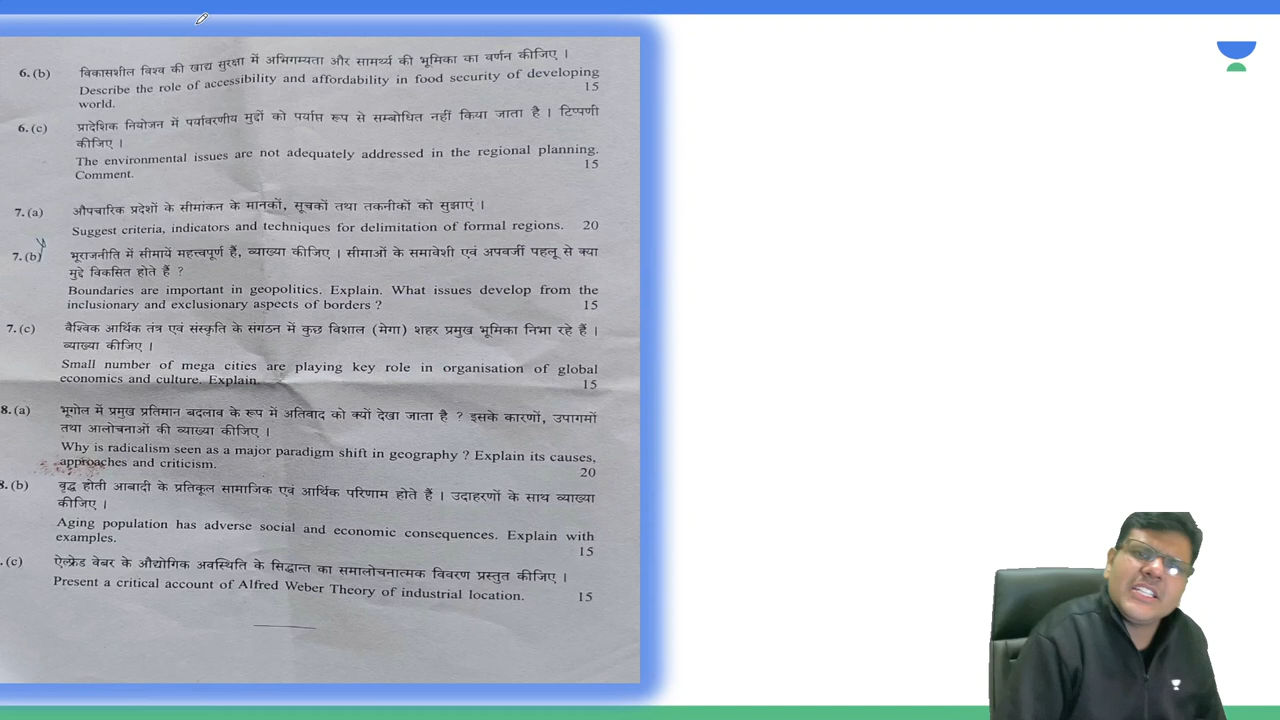 6. (b) विकासशील विश्व की खाद्य सुरक्षा में अभिगम्यता और सामर्थ्य की भूमिका का वर्णन कीजिए ।
Describe the role of accessibility and affordability in food security of developing
world. 15
6. (c) प्रादेशिक नियोजन में पर्यावरणीय मुद्दों को पर्याप्त रूप से सम्बोधित नहीं किया जाता है । टिप्पणी
कीजिए ।
The environmental issues are not adequately addressed in the regional planning.
Comment. 15
7. (a) औपचारिक प्रदेशों के सीमांकन के मानकों, सूचकों तथा तकनीकों को सुझाएं ।
Suggest criteria, indicators and techniques for delimitation of formal regions. 20
7. (b) भूराजनीति में सीमायें महत्त्वपूर्ण हैं, व्याख्या कीजिए । सीमाओं के समावेशी एवं अपवर्जी पहलू से क्या
मुद्दे विकसित होते हैं ?
Boundaries are important in geopolitics. Explain. What issues develop from the
inclusionary and exclusionary aspects of borders ? 15
7. (c) वैश्विक आर्थिक तंत्र एवं संस्कृति के संगठन में कुछ विशाल (मेगा) शहर प्रमुख भूमिका निभा रहे हैं ।
व्याख्या कीजिए ।
Small number of mega cities are playing key role in organisation of global
economics and culture. Explain. 15
8. (a) भूगोल में प्रमुख प्रतिमान बदलाव के रूप में अतिवाद को क्यों देखा जाता है ? इसके कारणों, उपागमों
तथा आलोचनाओं की व्याख्या कीजिए ।
Why is radicalism seen as a major paradigm shift in geography ? Explain its causes,
approaches and criticism. 20
8. (b) वृद्ध होती आबादी के प्रतिकूल सामाजिक एवं आर्थिक परिणाम होते हैं । उदाहरणों के साथ व्याख्या
कीजिए ।
Aging population has adverse social and economic consequences. Explain with
examples. 15
. (c) ऐल्फ्रेड वेबर के औद्योगिक अवस्थिति के सिद्धान्त का समालोचनात्मक विवरण प्रस्तुत कीजिए ।
Present a critical account of Alfred Weber Theory of industrial location. 15